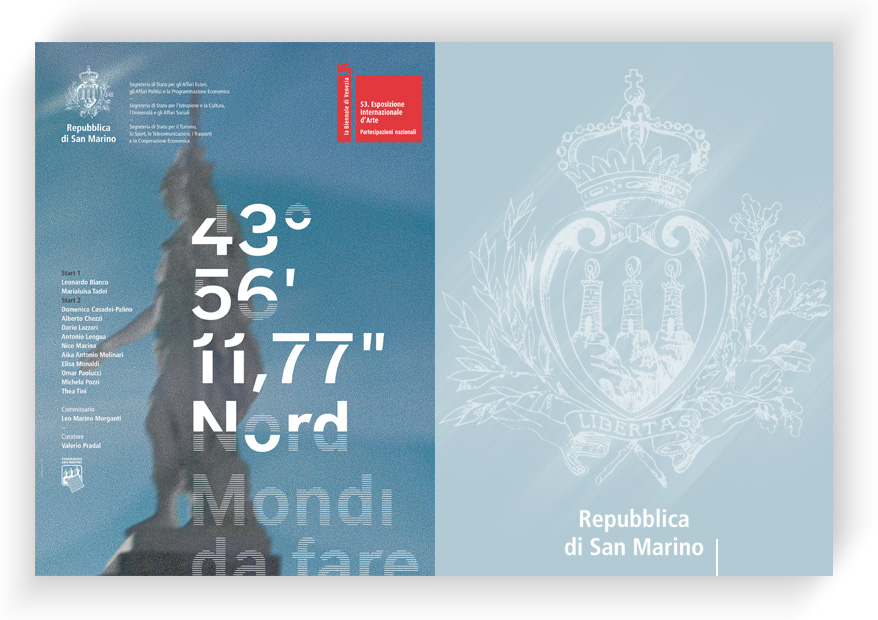 Repubblica
di San Marino
Segreteria di Stato per gli Affari Esteri,
gli Affari Politici e la Programmazione Economica
Segreteria di Stato per l'Istruzione e la Cultura,
l'Università e gli Affari Sociali
Segreteria di Stato per il Turismo,
lo Sport, le Telecomunicazioni, i Trasporti
e la Cooperazione Economica
la Biennale di Venezia
53. Esposizione
Internazionale
d'Arte
Partecipazioni nazionali
43°
56'
11,77"
Nord
Mondi
da fare
Start 1
Leonardo Blanco
Marialuisa Tadei
Start 2
Domenico Casadei-Palino
Alberto Chezzi
Dario Lazzari
Antonio Lengua
Nico Macina
Aika Antonio Molinari
Elisa Monaldi
Omar Paolucci
Michela Pozzi
Thea Tini
Commissario
Leo Marino Morganti
Curatore
Valerio Pradal
LIBERTAS
Repubblica
di San Marino